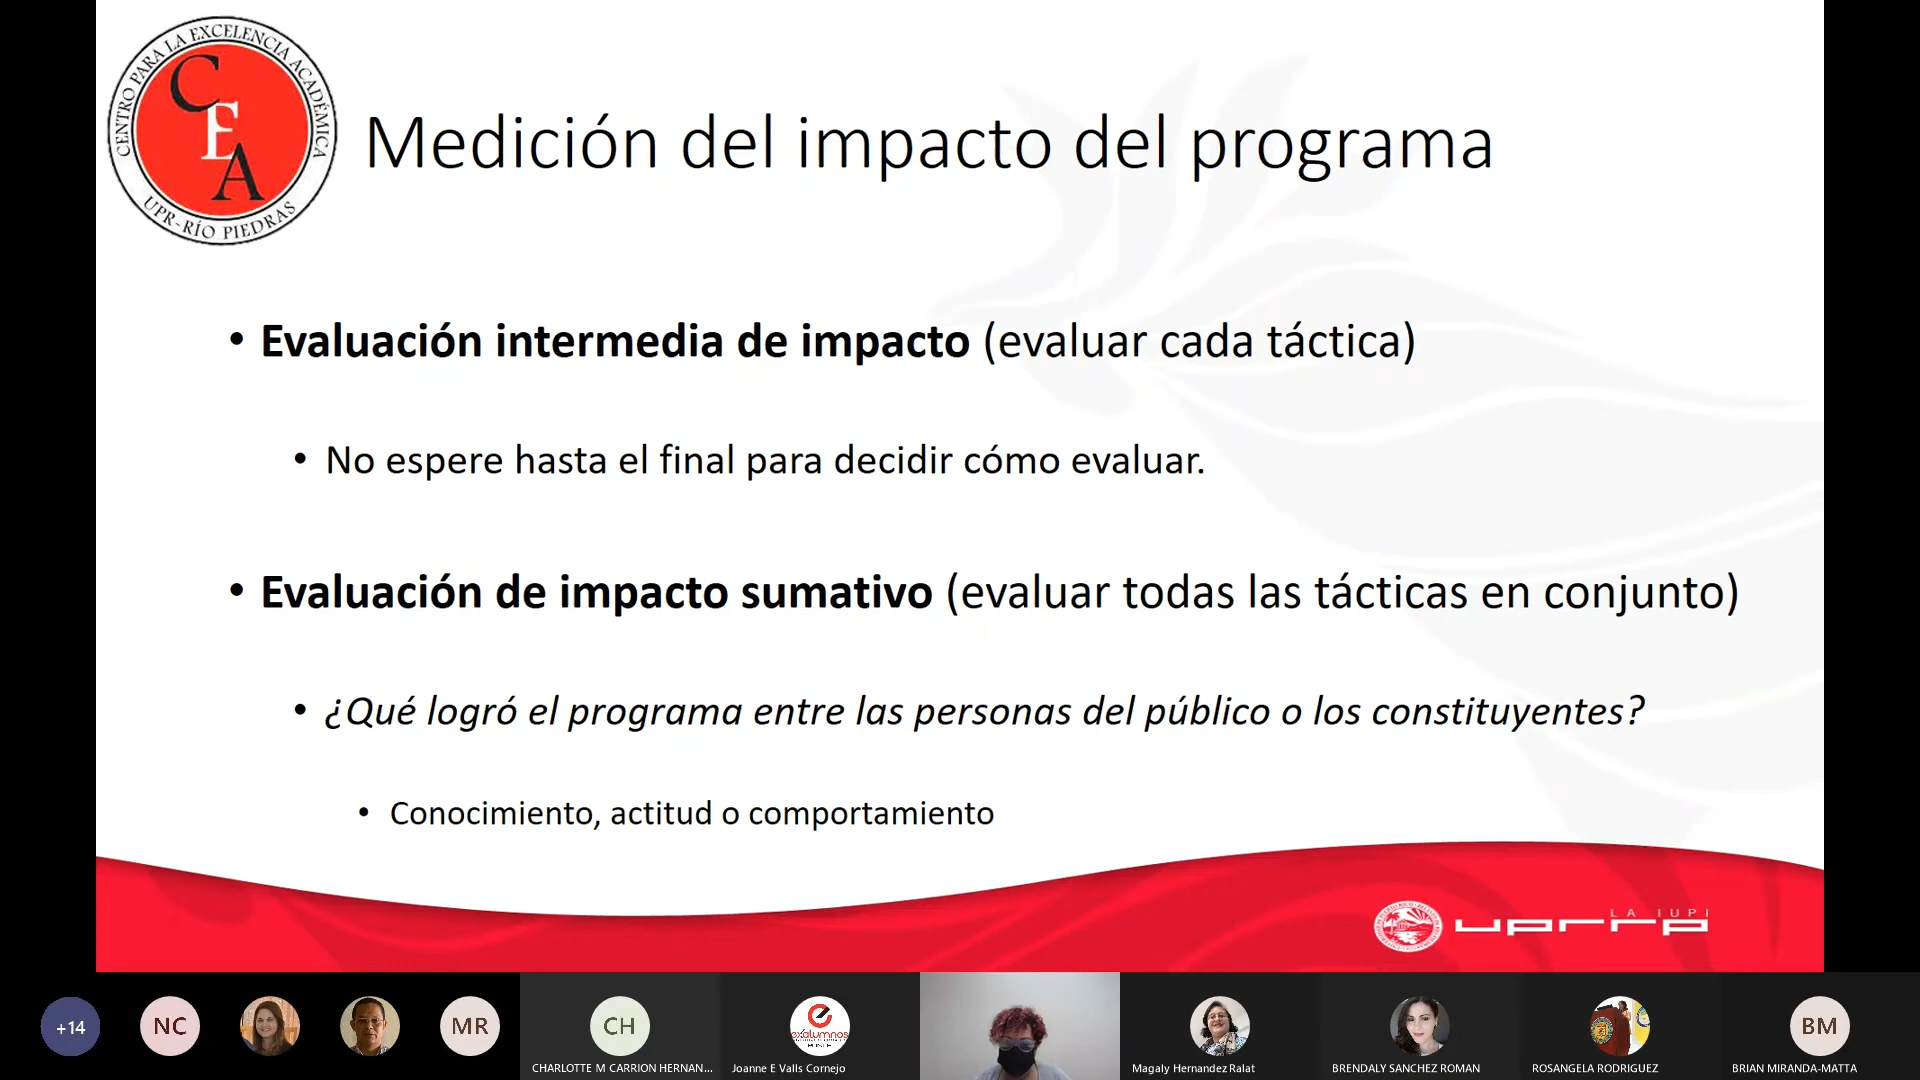 CENTRO PARA LA EXCELENCIA ACADÉMICA
CEA
UPR-RÍO PIEDRAS
Medición del impacto del programa
• Evaluación intermedia de impacto (evaluar cada táctica)
• No espere hasta el final para decidir cómo evaluar.
• Evaluación de impacto sumativo (evaluar todas las tácticas en conjunto)
• ¿Qué logró el programa entre las personas del público o los constituyentes?
• Conocimiento, actitud o comportamiento
LA IUPI
uprrp
+14
NC
MR
CH
CHARLOTTE M CARRION HERNAN...
exalumnos
Joanne E Valls Cornejo
Magaly Hernandez Ralat
BRENDALY SANCHEZ ROMAN
ROSANGELA RODRIGUEZ
BM
BRIAN MIRANDA-MATTA